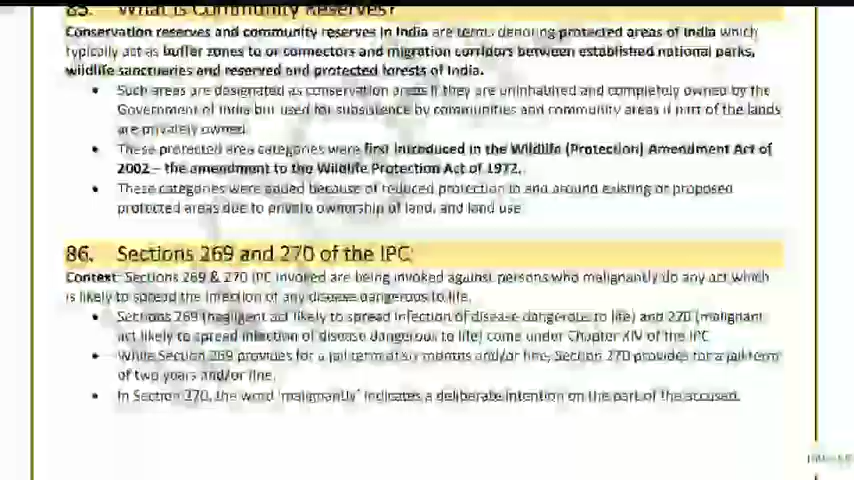 85. What is Community Reserves?
Conservation reserves and community reserves in India are terms denoting protected areas of India which
typically act as buffer zones to or connectors and migration corridors between established national parks,
wildlife sanctuaries and reserved and protected forests of India.
• Such areas are designated as conservation areas if they are uninhabited and completely owned by the
Government of India but used for subsistence by communities and community areas if part of the lands
are privately owned.
• These protected area categories were first introduced in the Wildlife (Protection) Amendment Act of
2002 – the amendment to the Wildlife Protection Act of 1972.
• These categories were added because of reduced protection in and around existing or proposed
protected areas due to private ownership of land, and land use.
86. Sections 269 and 270 of the IPC
Context: Sections 269 & 270 IPC invoked are being invoked against persons who malignantly do any act which
is likely to spread the infection of any disease dangerous to life.
• Sections 269 (negligent act likely to spread infection of disease dangerous to life) and 270 (malignant
act likely to spread infection of disease dangerous to life) come under Chapter XIV of the IPC.
• While Section 269 provides for a jail term of six months and/or fine, Section 270 provides for a jail term
of two years and/or fine.
• In Section 270, the word 'malignantly' indicates a deliberate intention on the part of the accused.